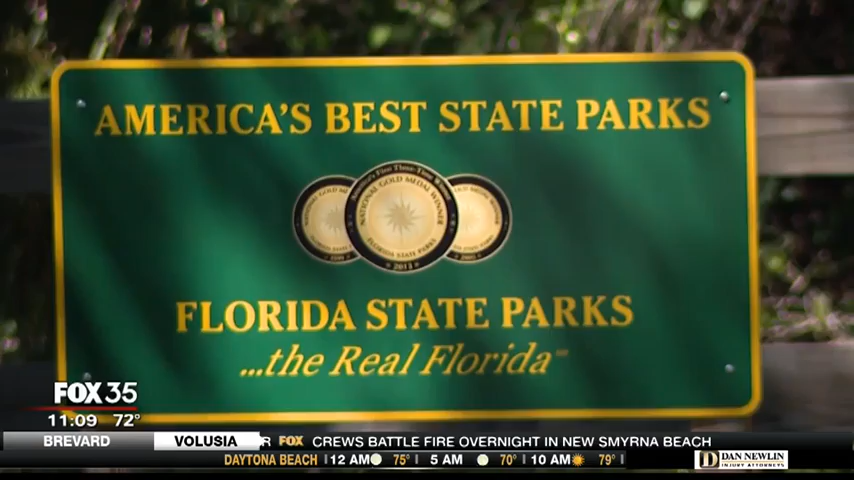 AMERICA'S BEST STATE PARKS
America's First Three-Time Winner
NATIONAL GOLD MEDAL WINNER
FLORIDA STATE PARKS
2013
FLORIDA STATE PARKS
...the Real Florida
FOX 35
11:09 72°
BREVARD VOLUSIA R FOX CREWS BATTLE FIRE OVERNIGHT IN NEW SMYRNA BEACH
DAYTONA BEACH 12 AM 75° 5 AM 70° 10 AM 79°
D DAN NEWLIN
INJURY ATTORNEYS